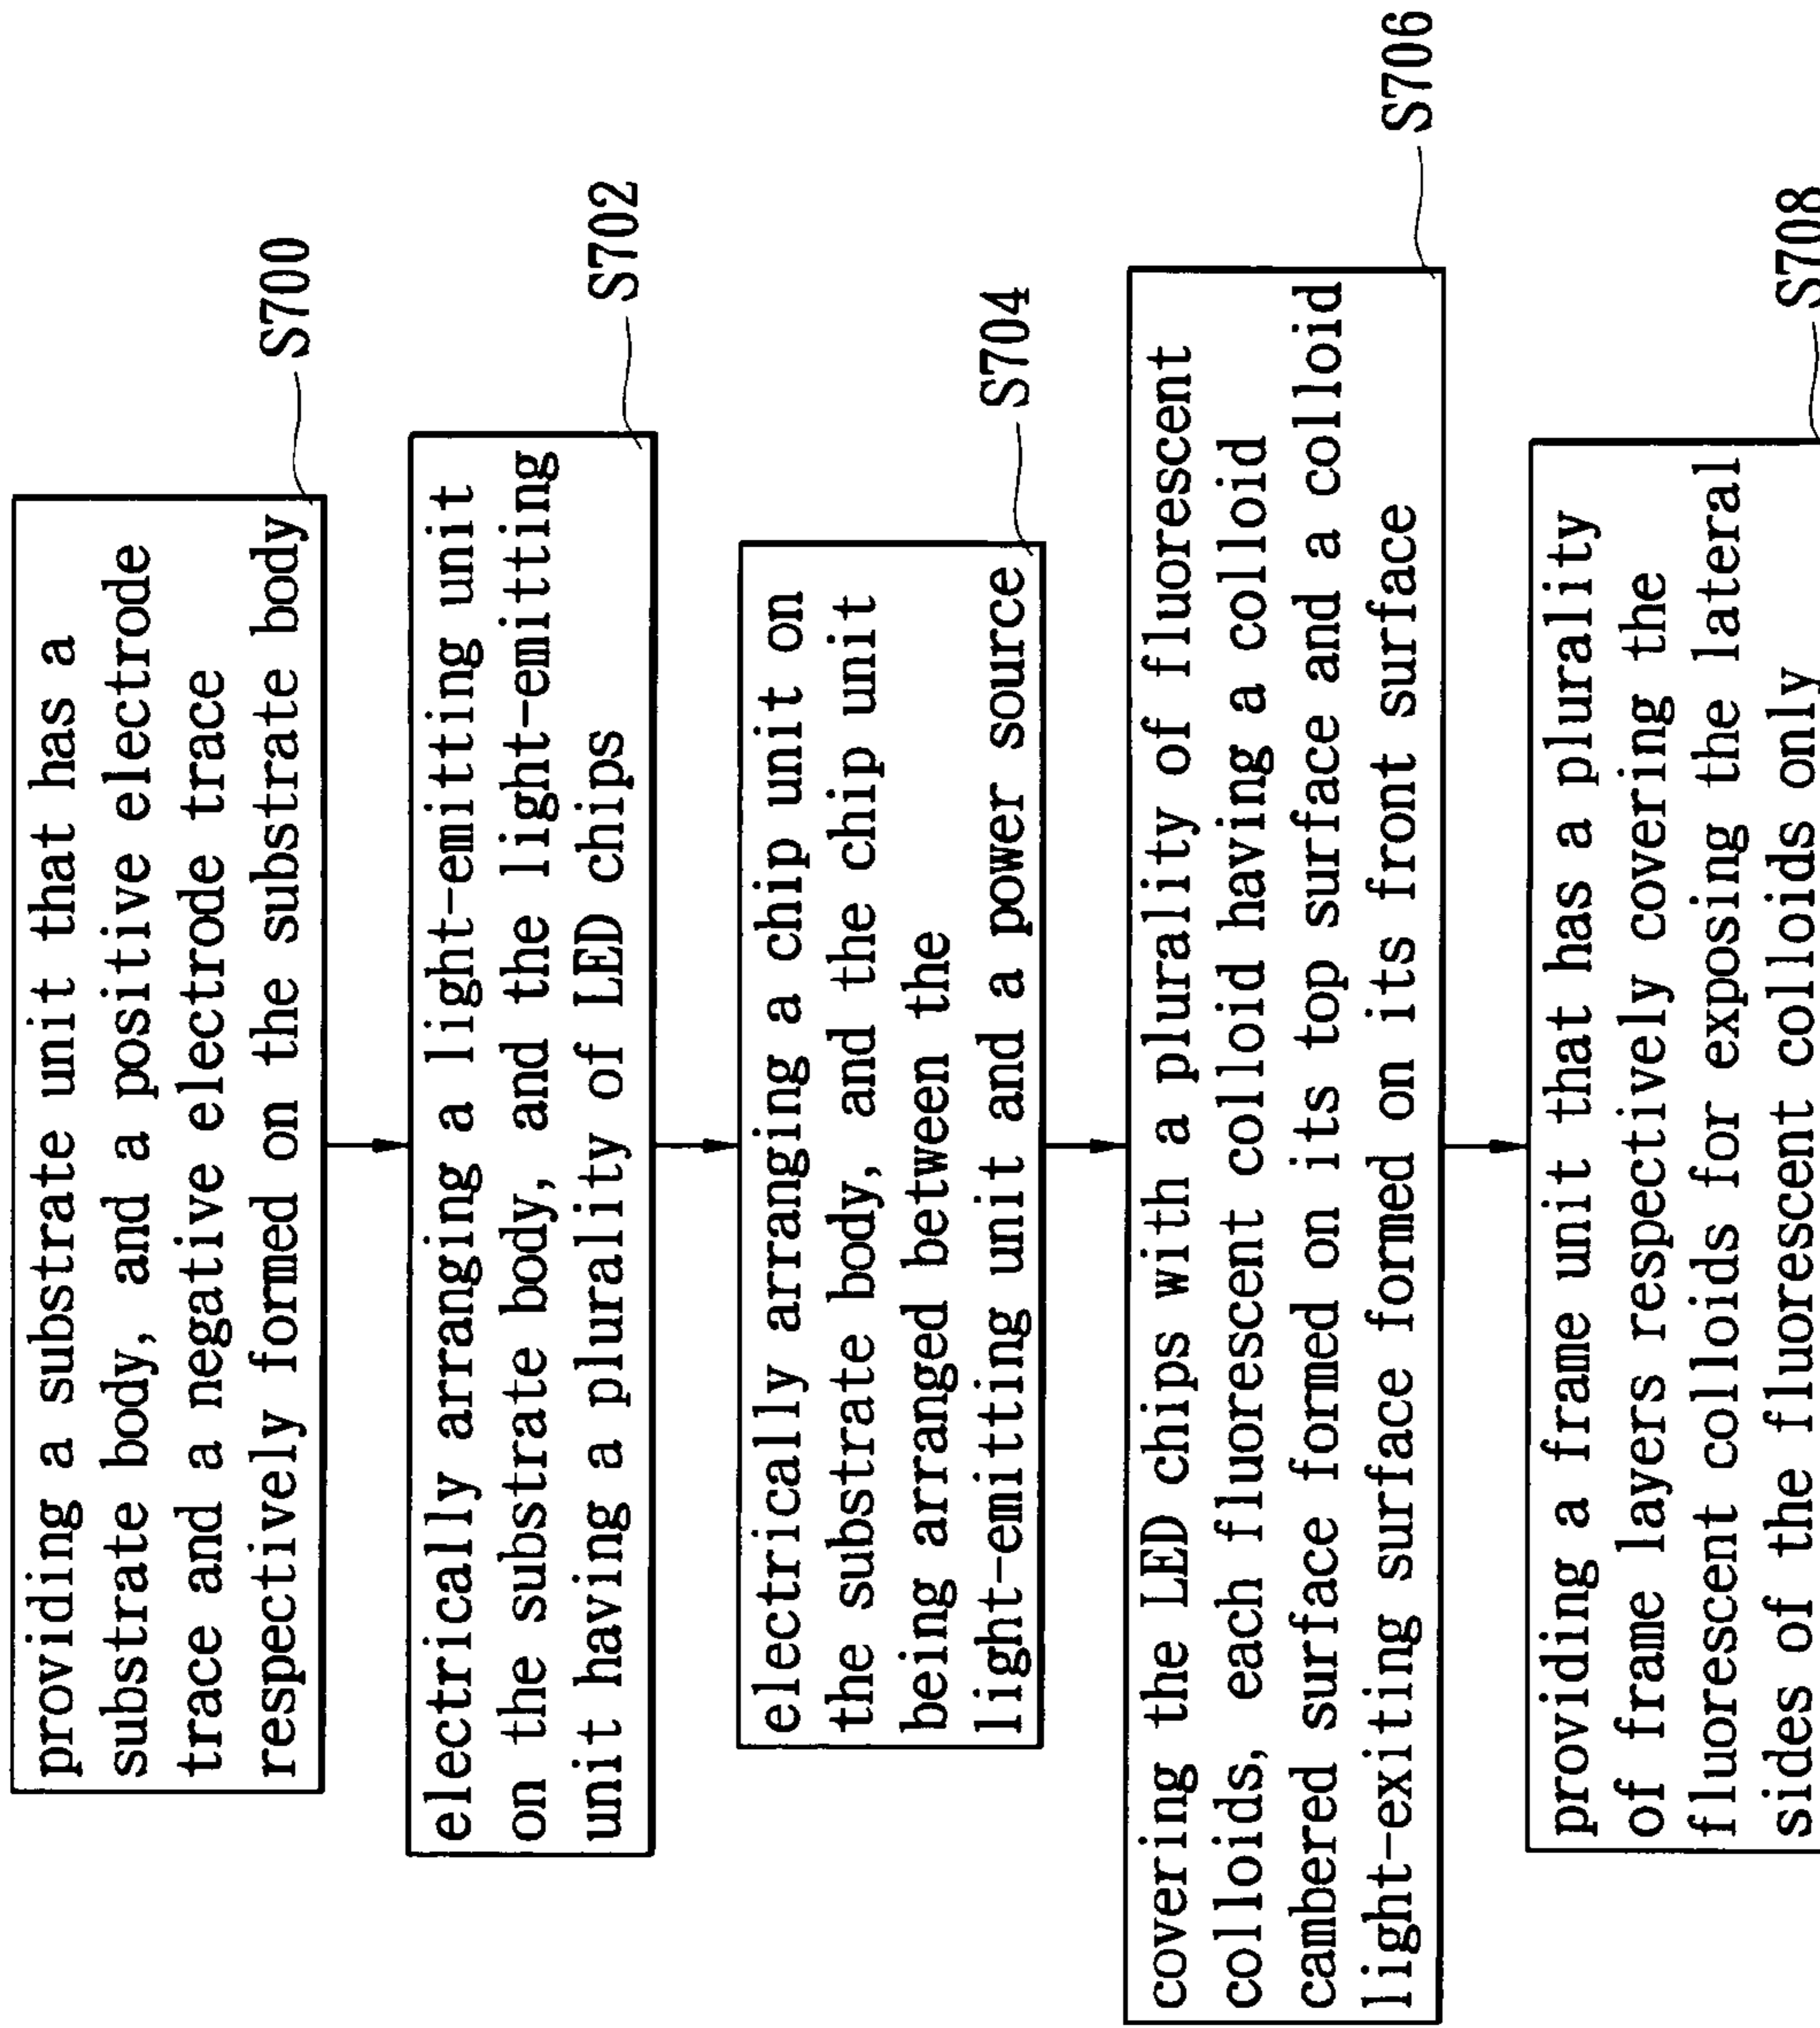 providing a substrate unit that has a
substrate body, and a positive electrode
trace and a negative electrode trace
respectively formed on the substrate body
S700
electrically arranging a light-emitting unit
on the substrate body, and the light-emitting
unit having a plurality of LED chips
S702
electrically arranging a chip unit on
the substrate body, and the chip unit
being arranged between the
light-emitting unit and a power source
S704
covering the LED chips with a plurality of fluorescent
colloids, each fluorescent colloid having a colloid
cambered surface formed on its top surface and a colloid
light-exiting surface formed on its front surface
S706
providing a frame unit that has a plurality
of frame layers respectively covering the
fluorescent colloids for exposing the lateral
sides of the fluorescent colloids only
S708